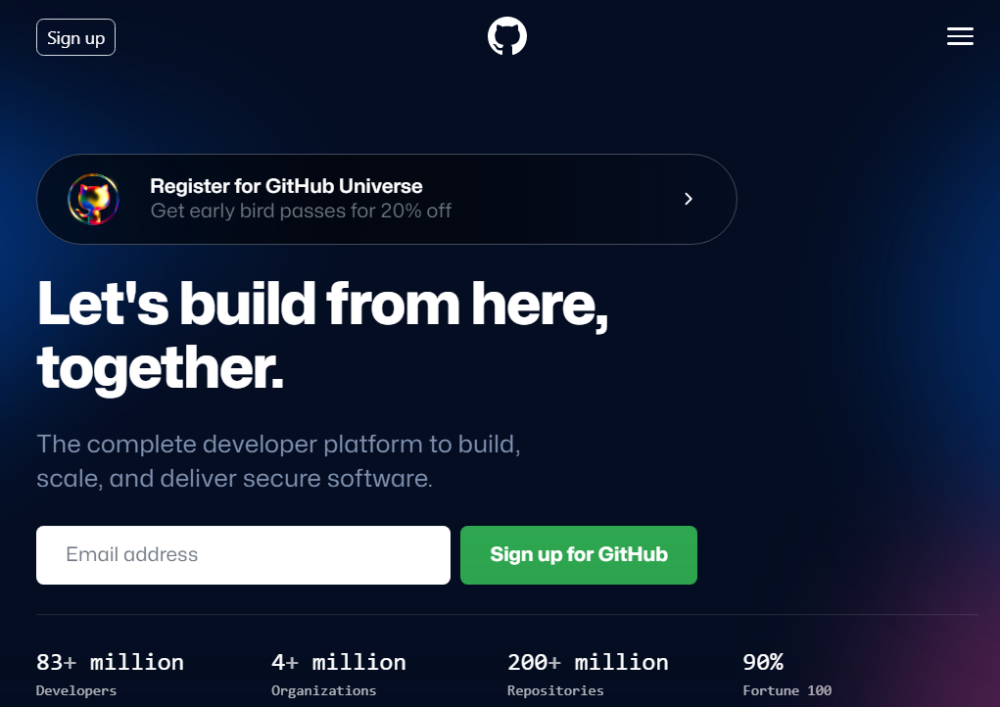 Sign up
Register for GitHub Universe
Get early bird passes for 20% off
Let's build from here,
together.
The complete developer platform to build,
scale, and deliver secure software.
Email address
Sign up for GitHub
83+ million
Developers
4+ million
Organizations
200+ million
Repositories
90%
Fortune 100